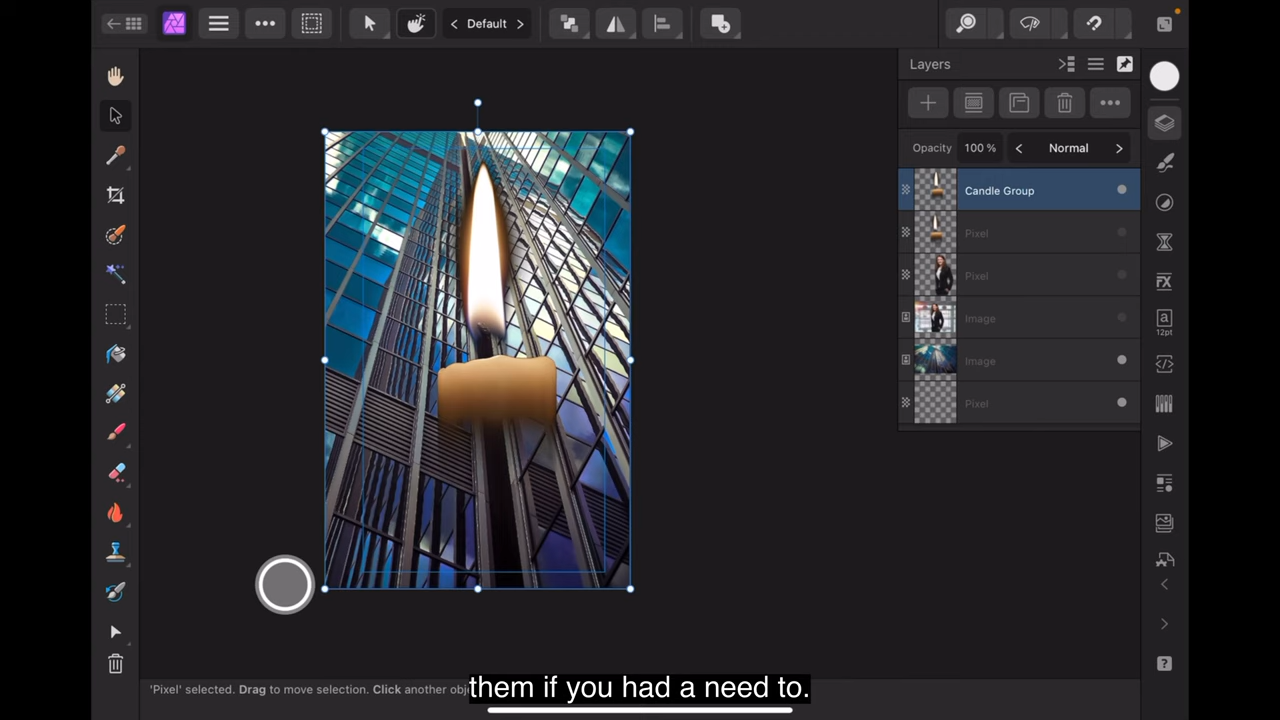 Default
Layers
Opacity 100 % Normal
Candle Group
Pixel
Pixel
Image
Image
Pixel
12pt
'Pixel' selected. Drag to move selection. Click another obj
them if you had a need to.